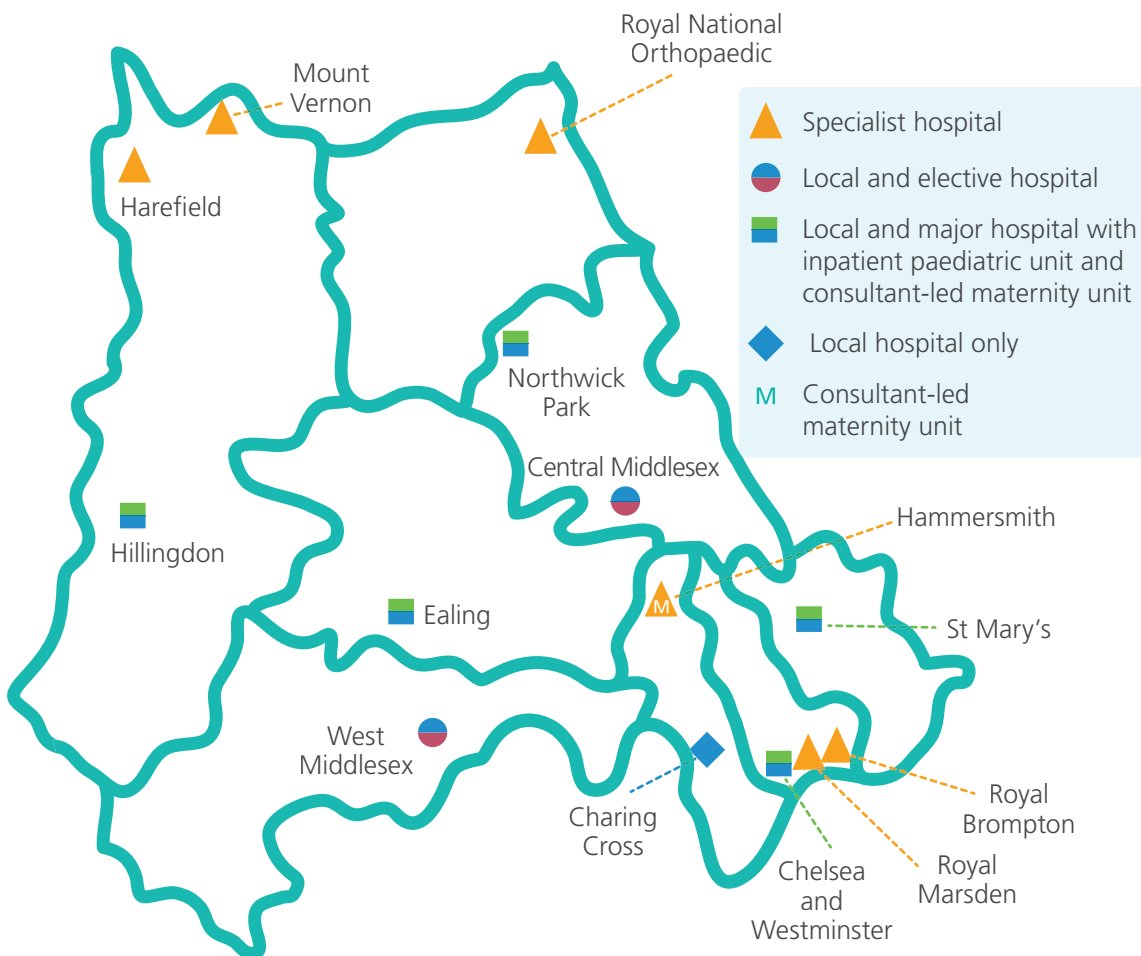 Royal National
Orthopaedic
Mount
Vernon
Harefield
Specialist hospital
Local and elective hospital
Local and major hospital with
inpatient paediatric unit and
consultant-led maternity unit
Local hospital only
M Consultant-led
maternity unit
Northwick
Park
Central Middlesex
Hammersmith
Hillingdon
M
Ealing
St Mary’s
West
Middlesex
Charing
Cross
Royal
Brompton
Chelsea
and
Westminster
Royal
Marsden